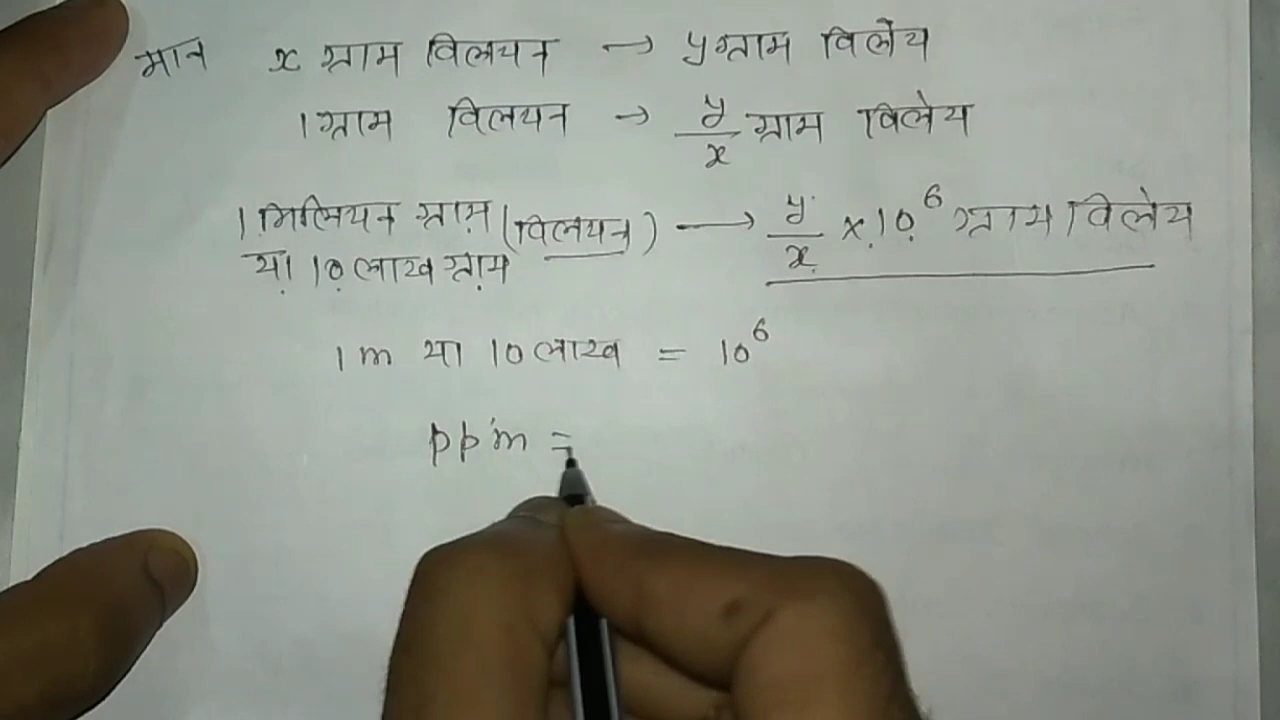 मान x ग्राम विलयन → y ग्राम विलेय
1 ग्राम विलयन → y/x ग्राम विलेय
1 मिलियन ग्राम (विलयन) → y/x × 10⁶ ग्राम विलेय
या 10 लाख ग्राम
1 m या 10 लाख = 10⁶
ppm =